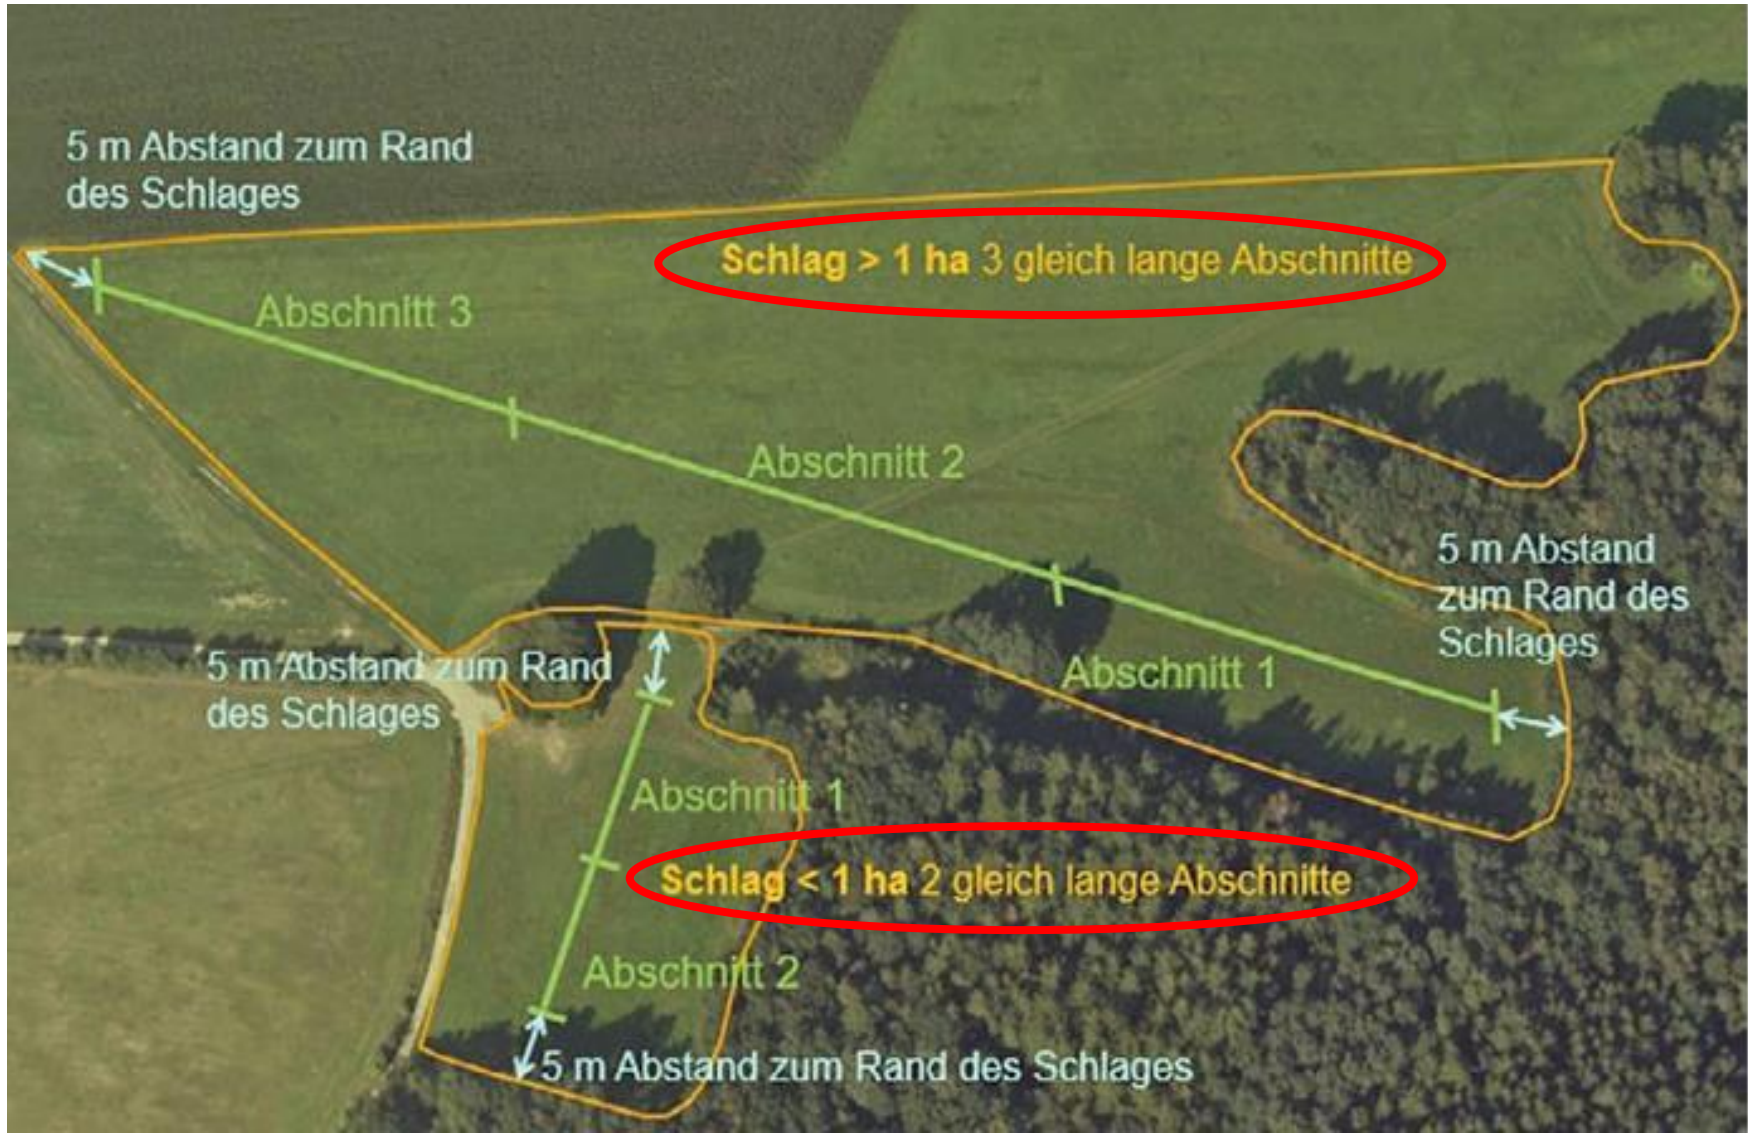 5 m Abstand zum Rand
des Schlages
Schlag > 1 ha 3 gleich lange Abschnitte
Abschnitt 3
Abschnitt 2
5 m Abstand
zum Rand des
Schlages
Abschnitt 1
5 m Abstand zum Rand
des Schlages
Abschnitt 1
Schlag < 1 ha 2 gleich lange Abschnitte
Abschnitt 2
5 m Abstand zum Rand des Schlages